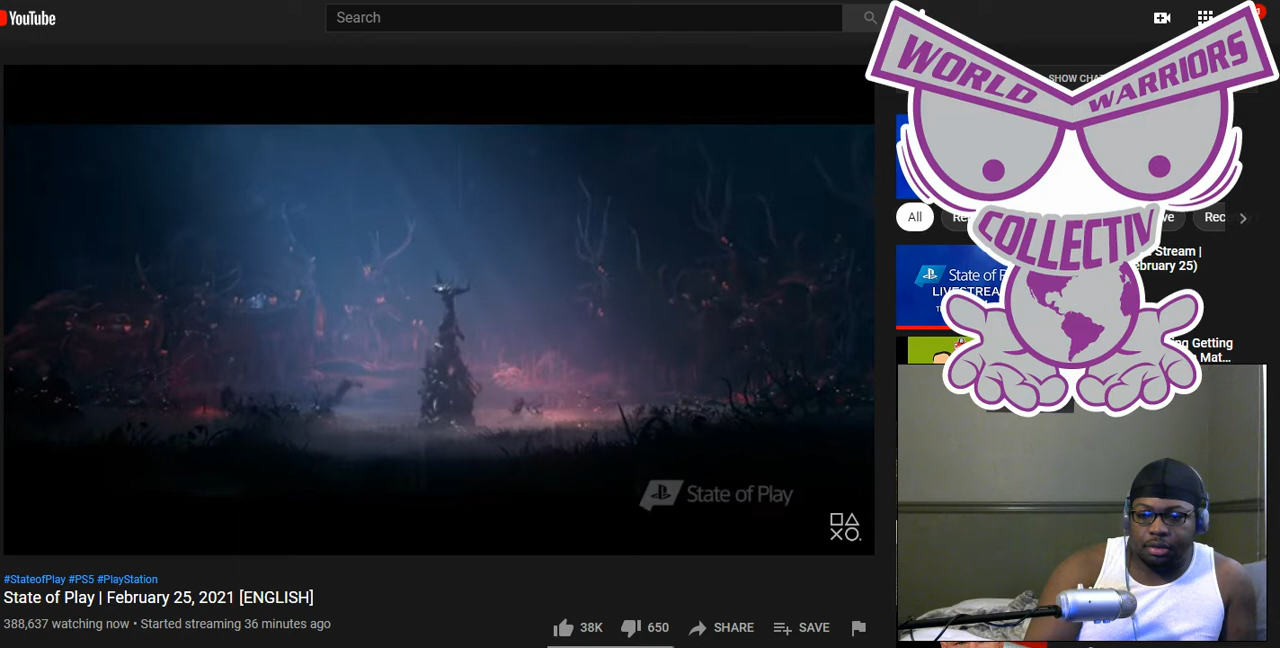 YouTube
Search
WORLD WARRIORS
SHOW CHAT
COLLECTIV
All
Rec
Stream |
ebruary 25)
State of P
LIVESTREA
ng Getting
Mat...
State of Play
#StateofPlay #PS5 #PlayStation
State of Play | February 25, 2021 [ENGLISH]
388,637 watching now • Started streaming 36 minutes ago
38K
650
SHARE
SAVE